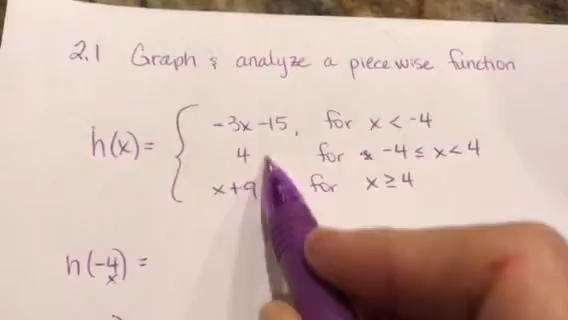 2.1 Graph & analyze a piecewise function
-3x-15, for x < -4
h(x)= { 4 for -4 ≤ x < 4
x+9 for x ≥ 4
h(-4) =
x